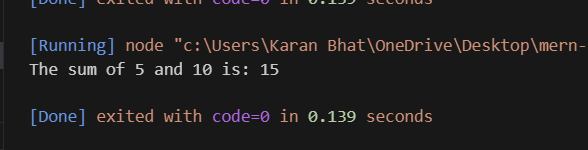 [Done] exited with code=0 in 0.139 seconds
[Running] node "c:\Users\Karan Bhat\OneDrive\Desktop\mern-
The sum of 5 and 10 is: 15
[Done] exited with code=0 in 0.139 seconds